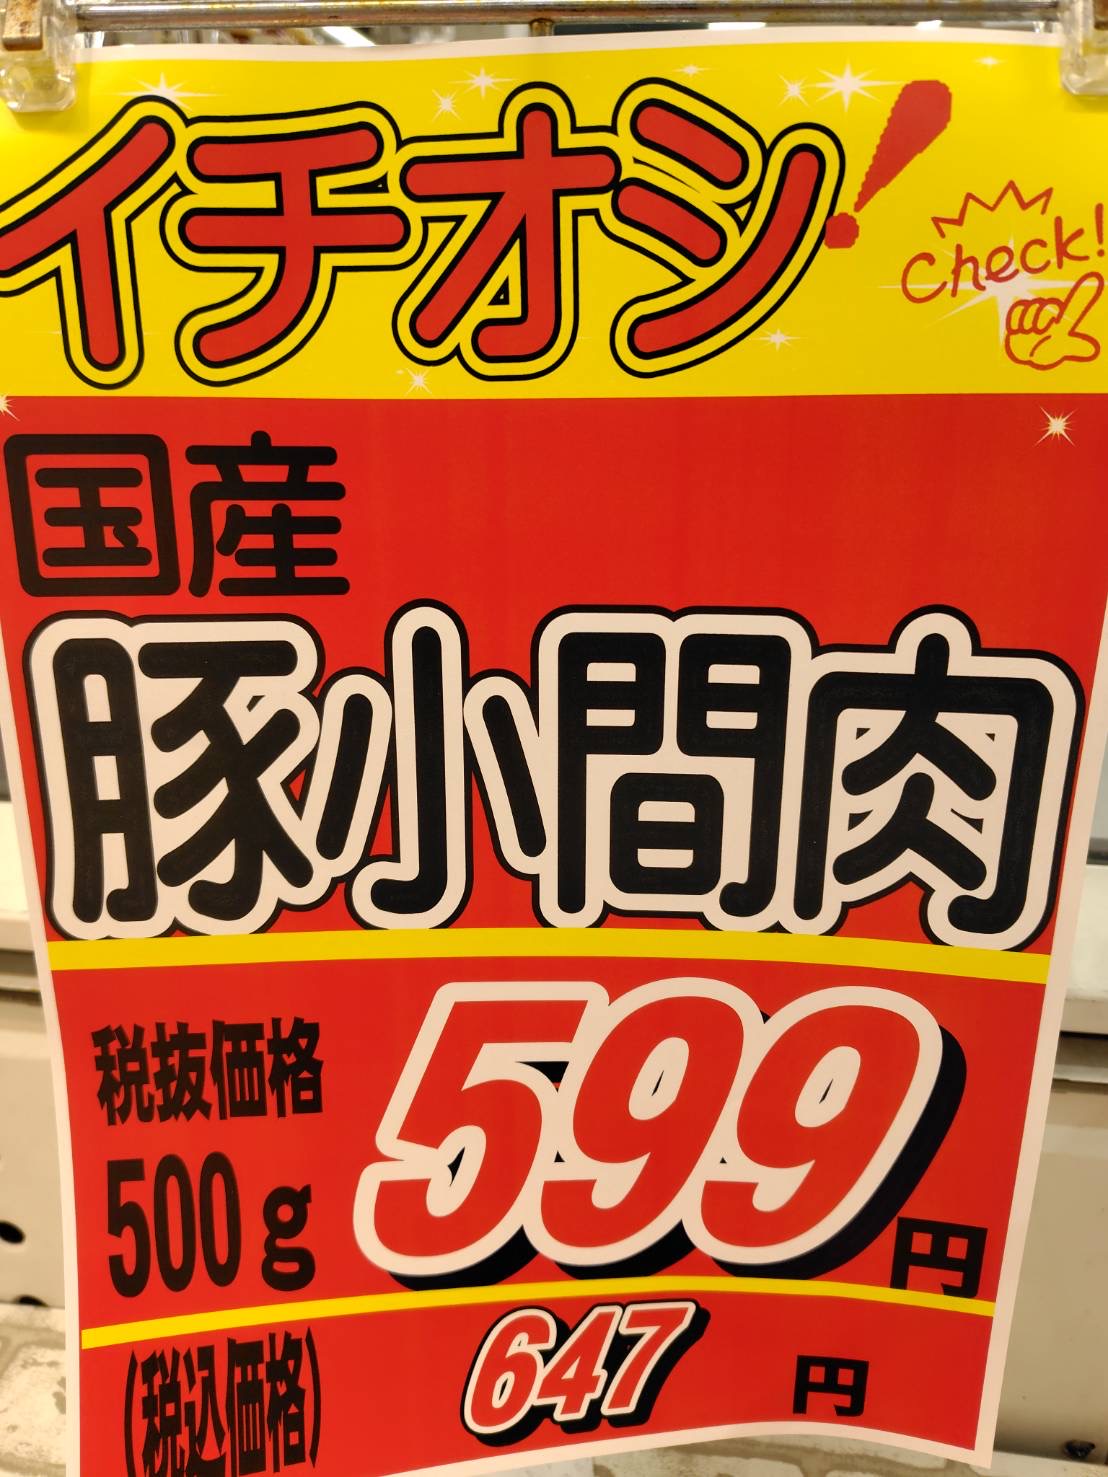 イチオシ!
Check!
国産
豚小間肉
税抜価格
500g
599円
(税込価格)
647円